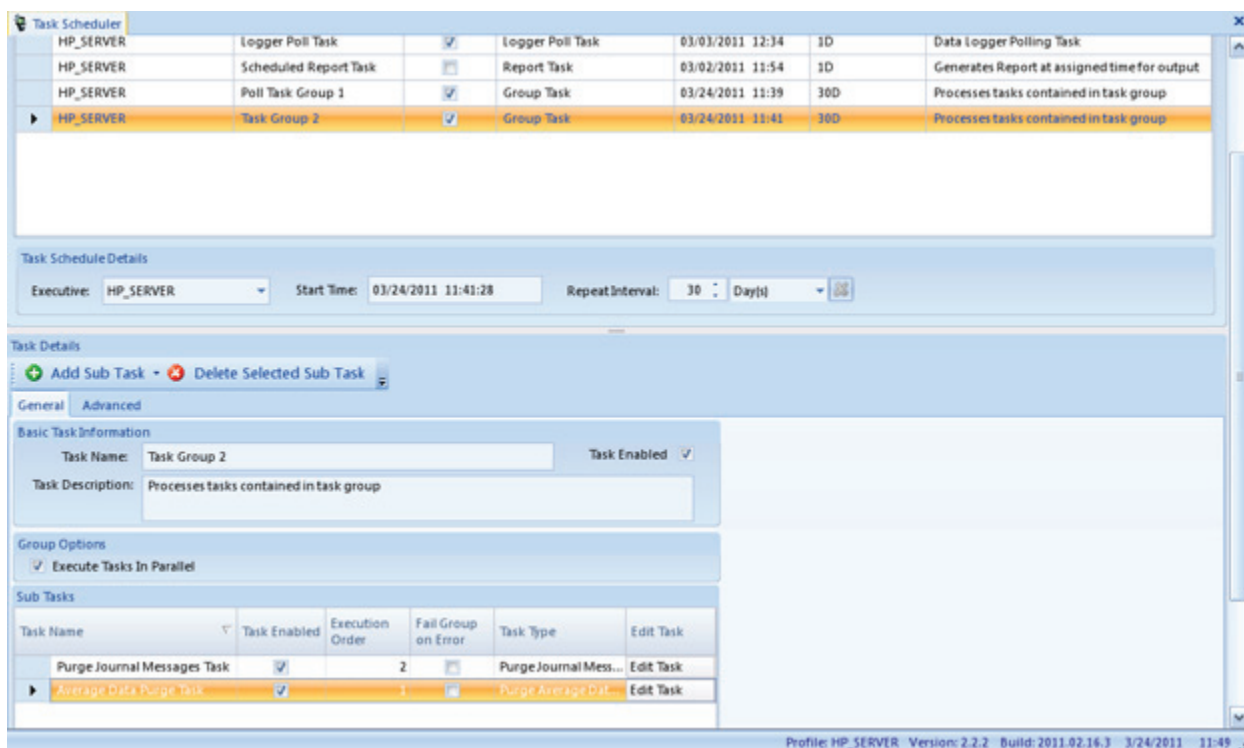 Task Scheduler
HP_SERVER Logger Poll Task Logger Poll Task 03/03/2011 12:34 1D Data Logger Polling Task
HP_SERVER Scheduled Report Task Report Task 03/02/2011 11:54 1D Generates Report at assigned time for output
HP_SERVER Poll Task Group 1 Group Task 03/24/2011 11:39 30D Processes tasks contained in task group
HP_SERVER Task Group 2 Group Task 03/24/2011 11:41 30D Processes tasks contained in task group
Task Schedule Details
Executive: HP_SERVER Start Time: 03/24/2011 11:41:28 Repeat Interval: 30 Day(s)
Task Details
Add Sub Task Delete Selected Sub Task
General Advanced
Basic Task Information
Task Name: Task Group 2 Task Enabled
Task Description: Processes tasks contained in task group
Group Options
Execute Tasks In Parallel
Sub Tasks
Task Name Task Enabled Execution Order Fail Group on Error Task Type Edit Task
Purge Journal Messages Task 2 Purge Journal Mess... Edit Task
Average Data Purge Task 1 Purge Average Dat... Edit Task
Profile: HP_SERVER Version: 2.2.2 Build: 2011.02.16.3 3/24/2011 11:49